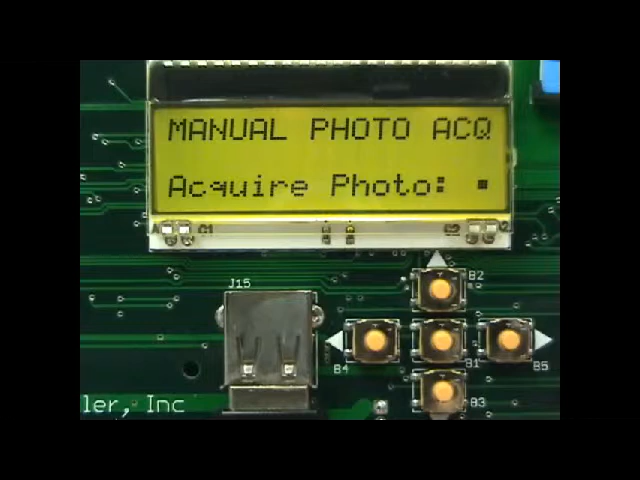 MANUAL PHOTO ACQ
Acquire Photo:
J15
B2
B4
B1
B5
B3
ler, Inc